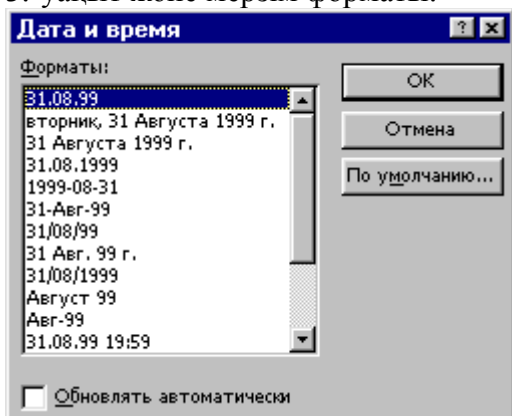 Дата и время
Форматы:
31.08.99
вторник, 31 Августа 1999 г.
31 Августа 1999 г.
31.08.1999
1999-08-31
31-Авг-99
31/08/99
31 Авг. 99 г.
31/08/1999
Август 99
Авг-99
31.08.99 19:59
OK
Отмена
По умолчанию...
Обновлять автоматически